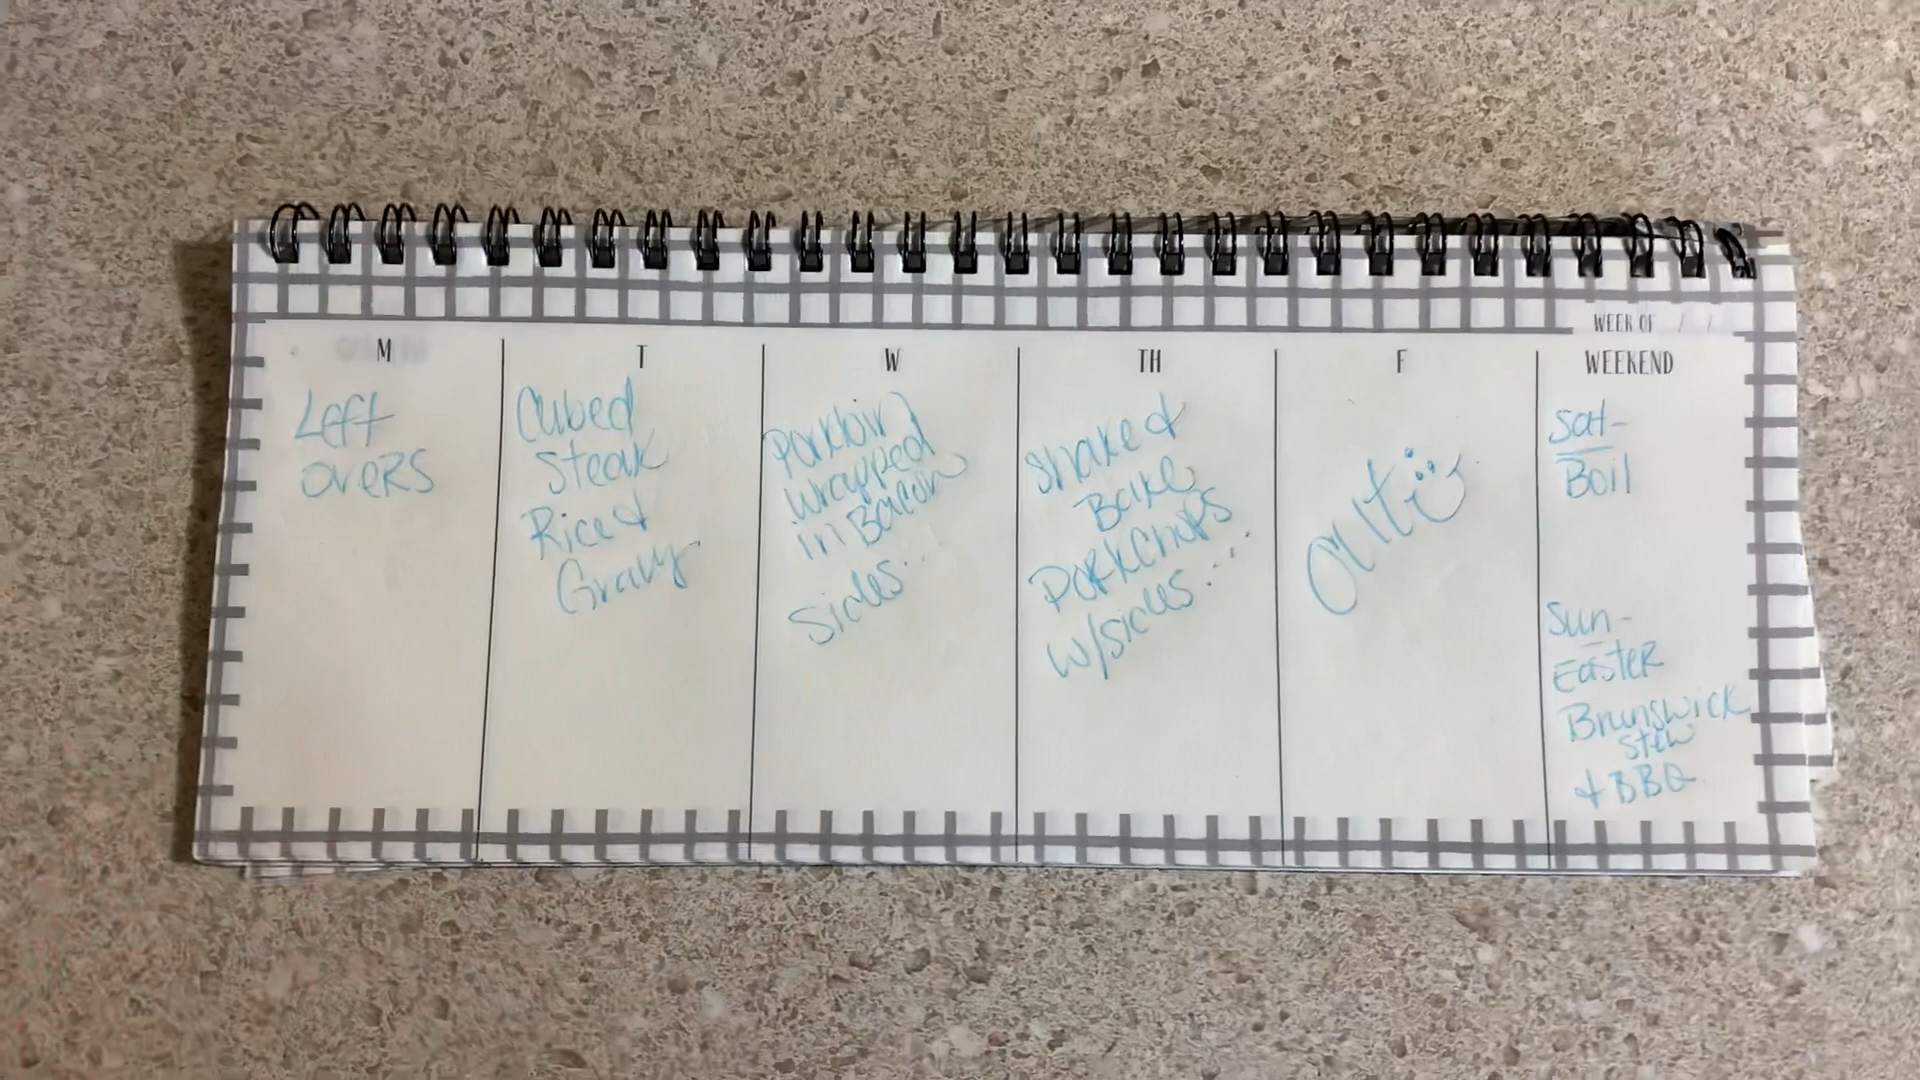 WEEK OF / /
M
Left
overs
T
Cubed
Steak
Rice &
Gravy
W
Porkloin
wrapped
in Bacon
Sides...
TH
Shake &
Bake
PorkChops
w/sides...
F
Out
WEEKEND
Sat-
Boil
Sun-
Easter
Brunswick
Stew
& BBQ